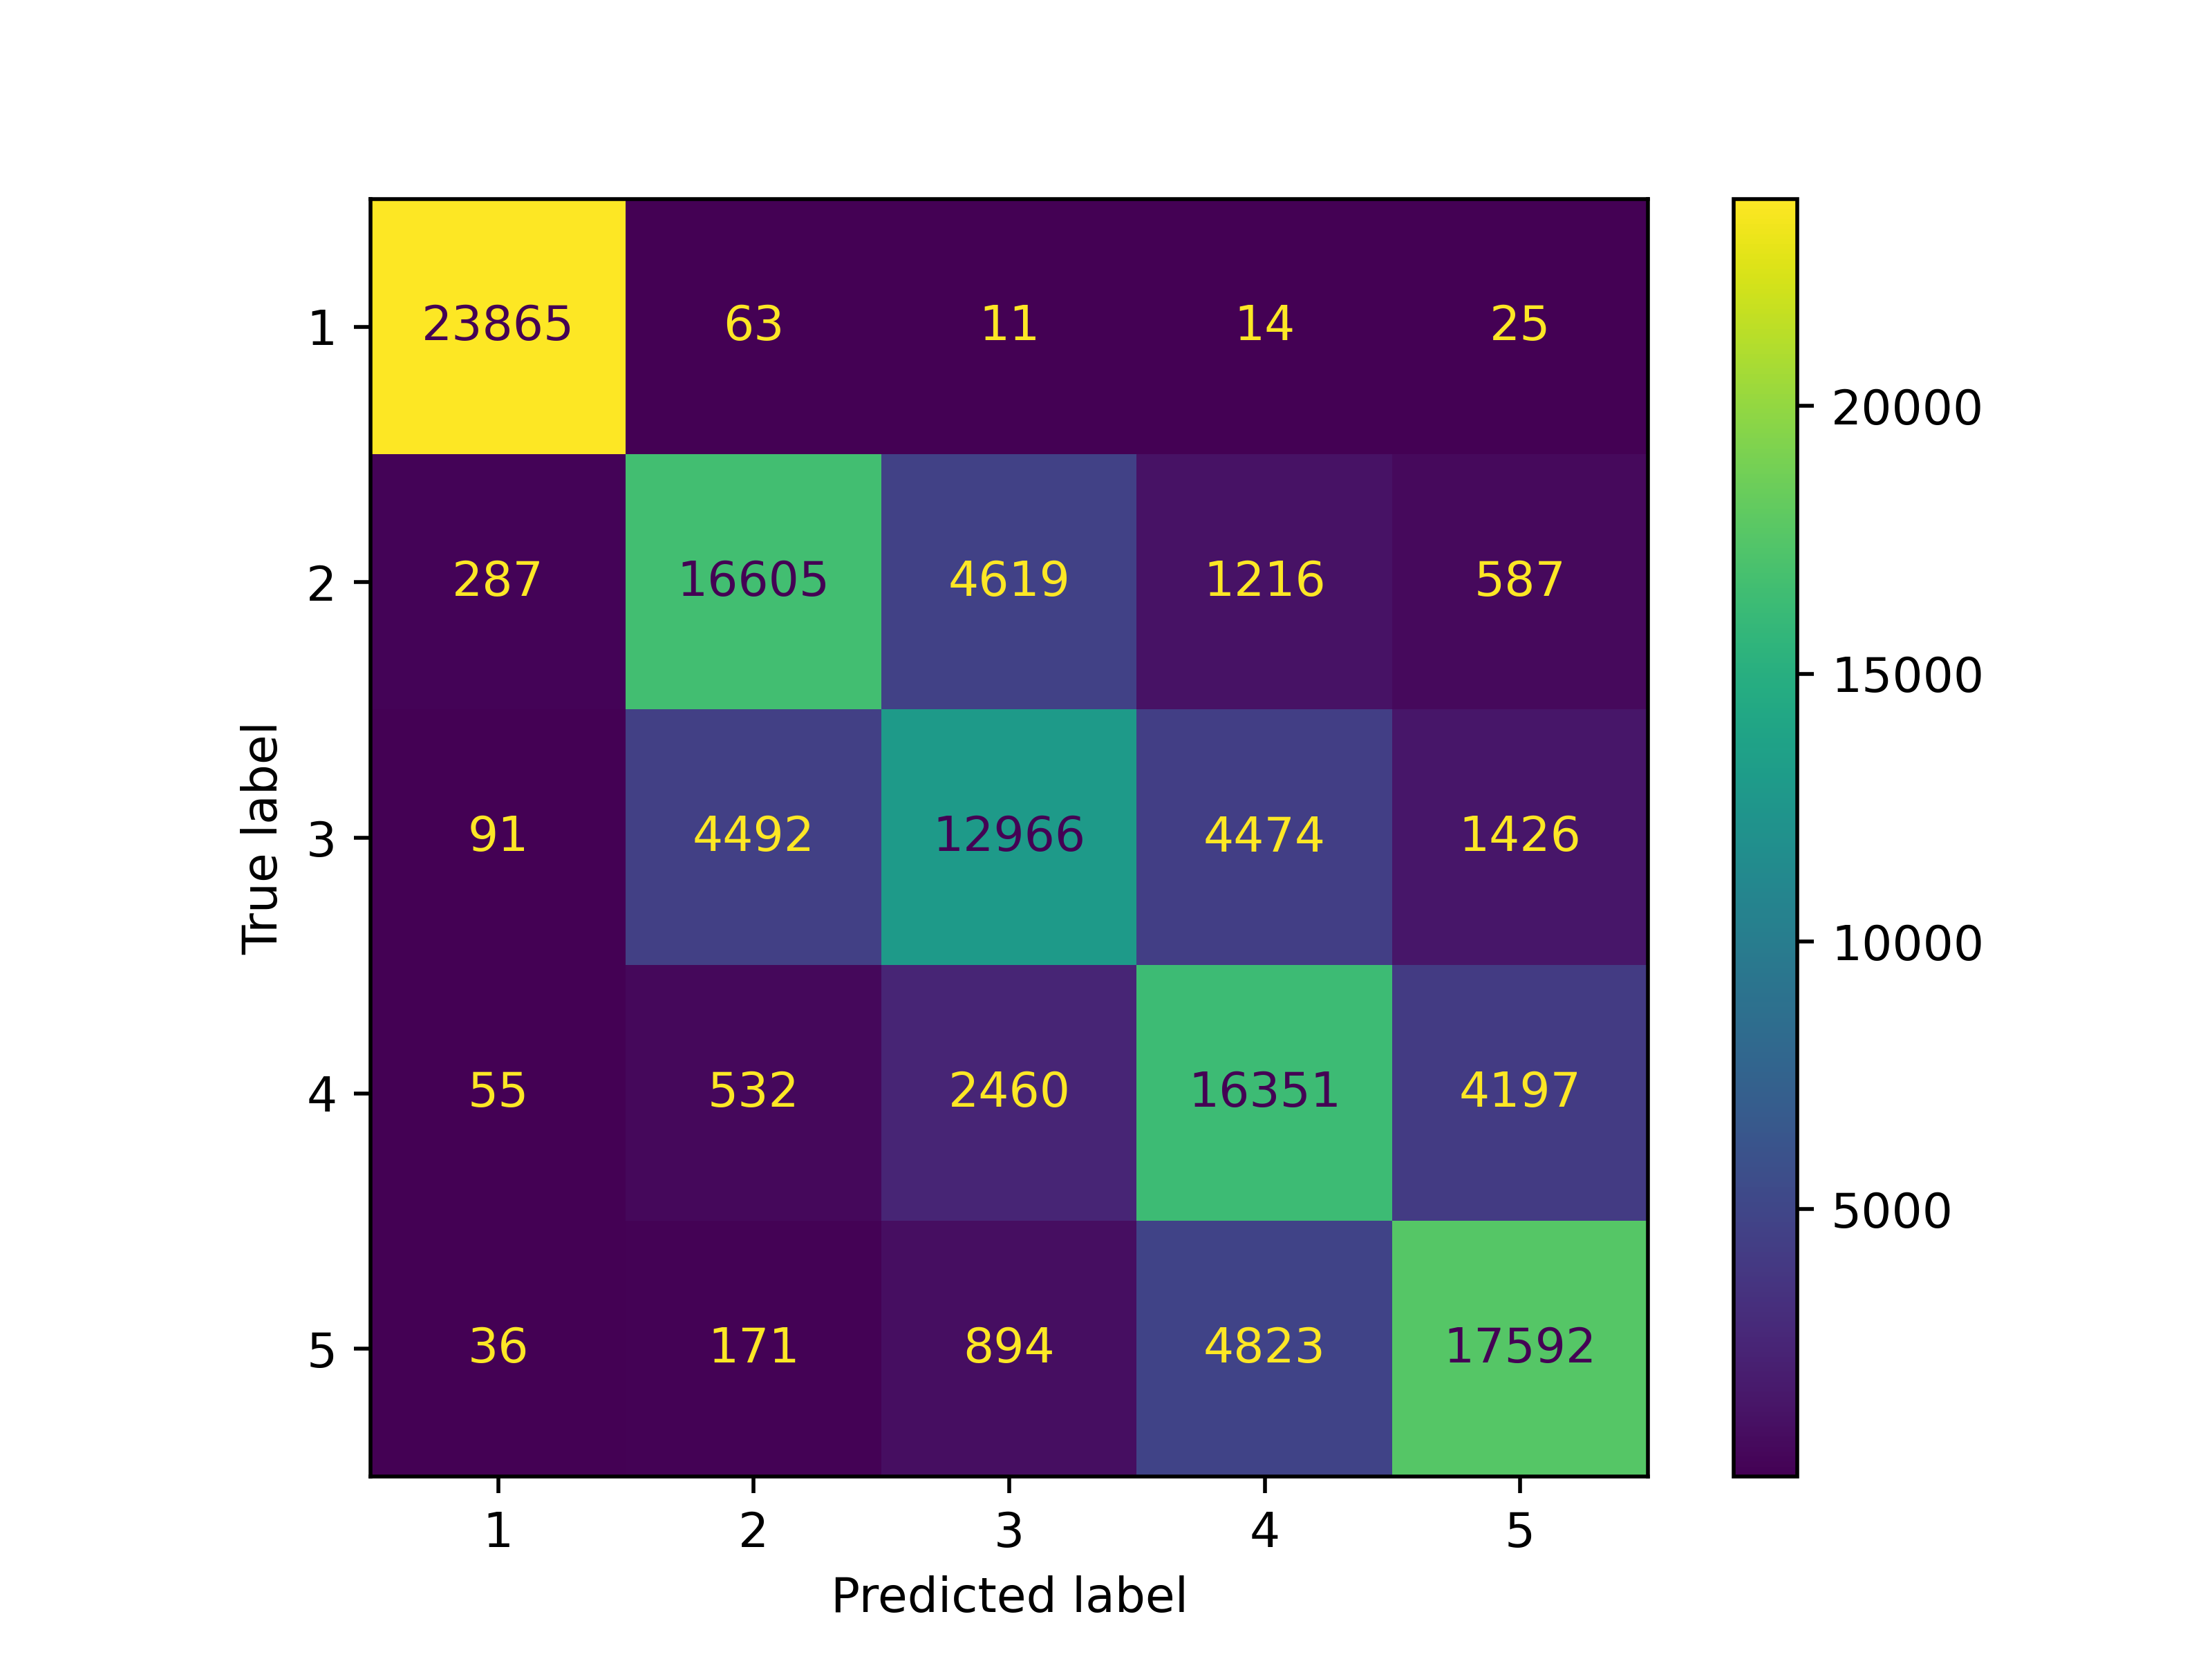 1 23865 63 11 14 25
2 287 16605 4619 1216 587
3 91 4492 12966 4474 1426
4 55 532 2460 16351 4197
5 36 171 894 4823 17592
1 2 3 4 5
Predicted label
True label
20000
15000
10000
5000